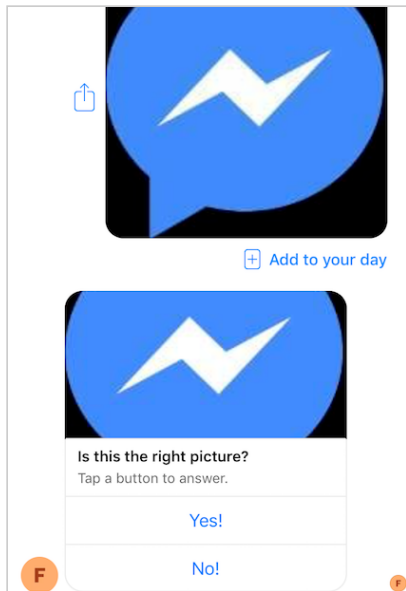 Add to your day
Is this the right picture?
Tap a button to answer.
Yes!
No!
F
F